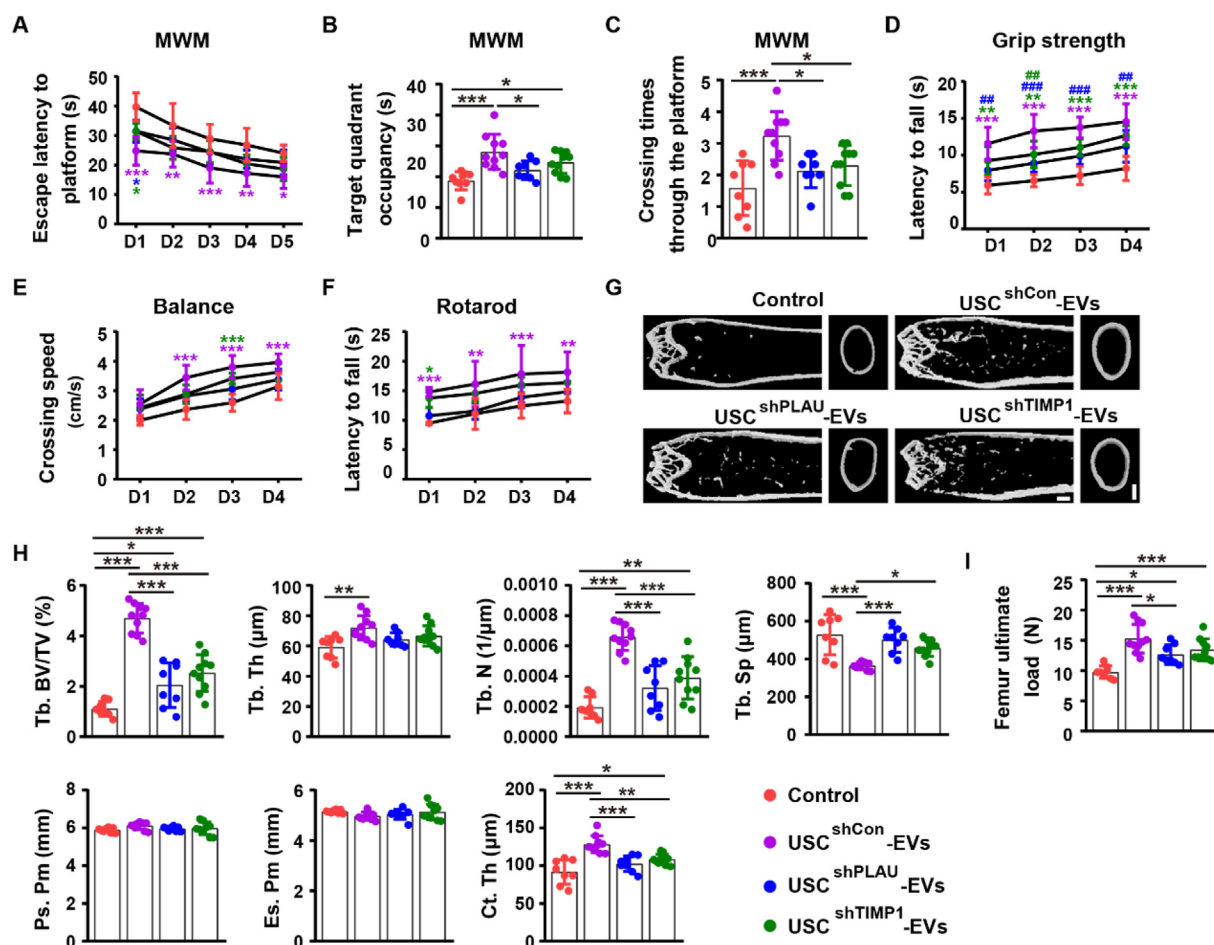 A
MWM
Escape latency to
platform (s)
50
40
30
20
10
0
***
*
*
**
***
**
*
D1 D2 D3 D4 D5
B
MWM
Target quadrant
occupancy (s)
40
30
20
10
0
*
*** *
C
MWM
Crossing times
through the platform
5
4
3
2
1
0
*
*** *
D
Grip strength
Latency to fall (s)
20
15
10
5
0
##
**
***
##
###
**
***
###
***
***
##
***
***
D1 D2 D3 D4
E
Balance
Crossing speed
(cm/s)
5
4
3
2
1
0
***
***
***
***
D1 D2 D3 D4
F
Rotarod
Latency to fall (s)
25
20
15
10
5
0
*
***
**
***
**
D1 D2 D3 D4
G
Control
USC shCon-EVs
USC shPLAU-EVs
USC shTIMP1-EVs
H
Tb. BV/TV (%)
6
4
2
0
***
*
*** ***
***
Tb. Th (µm)
100
80
60
40
20
0
**
Tb. N (1/µm)
0.0010
0.0008
0.0006
0.0004
0.0002
0.0000
**
*** ***
***
Tb. Sp (µm)
800
600
400
200
0
*** *
***
I
Femur ultimate
load (N)
25
20
15
10
5
0
***
*
***
*
Ps. Pm (mm)
8
6
4
2
0
Es. Pm (mm)
6
4
2
0
Ct. Th (µm)
200
150
100
50
0
*
*** **
***
Control
USC shCon-EVs
USC shPLAU-EVs
USC shTIMP1-EVs